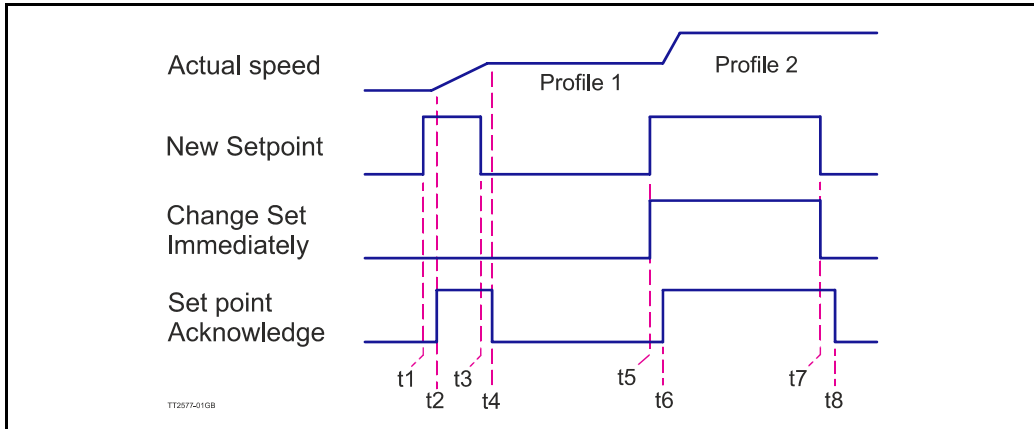 Actual speed
Profile 1
Profile 2
New Setpoint
Change Set
Immediately
Set point
Acknowledge
t1
t2
t3
t4
t5
t6
t7
t8
TT2577-01GB